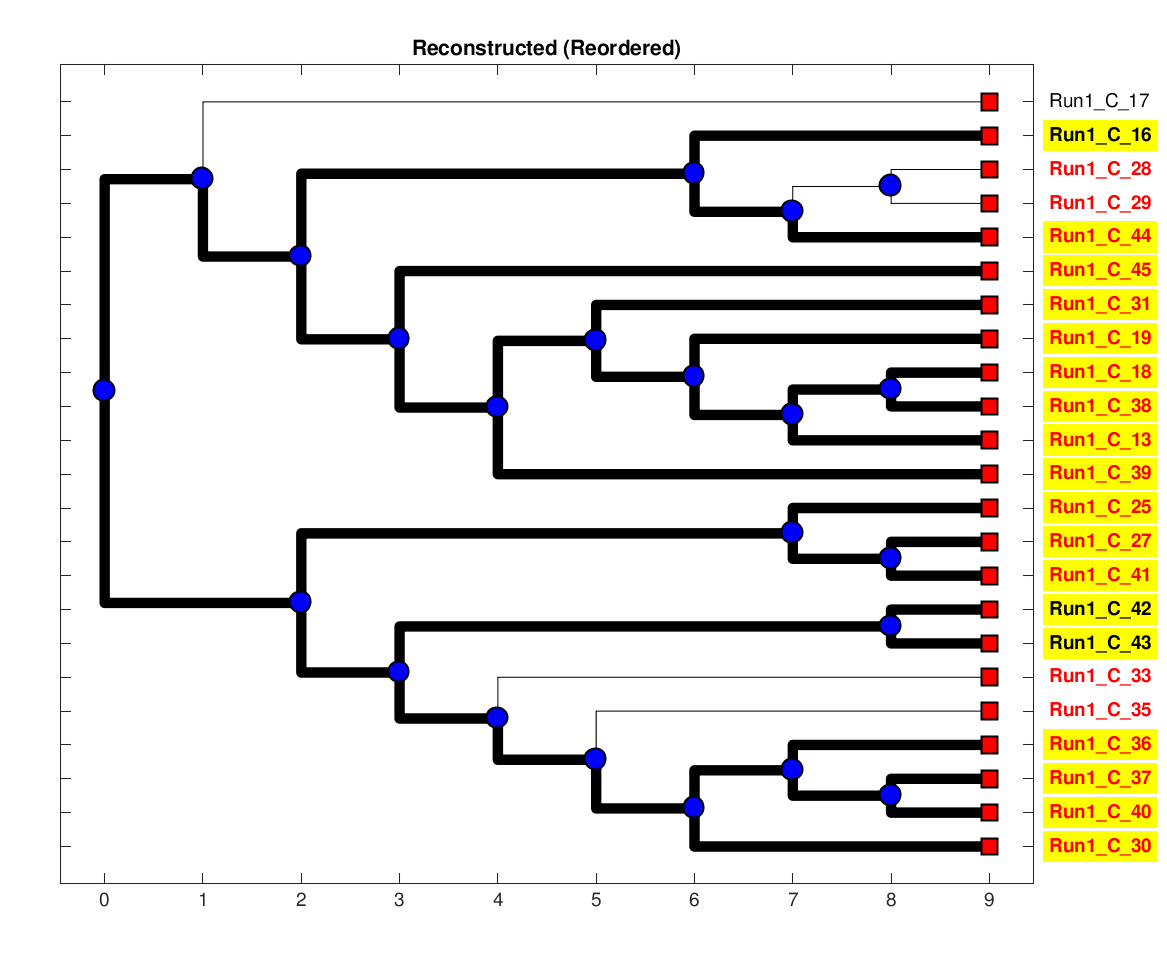 Reconstructed (Reordered)
Run1_C_17
Run1_C_16
Run1_C_28
Run1_C_29
Run1_C_44
Run1_C_45
Run1_C_31
Run1_C_19
Run1_C_18
Run1_C_38
Run1_C_13
Run1_C_39
Run1_C_25
Run1_C_27
Run1_C_41
Run1_C_42
Run1_C_43
Run1_C_33
Run1_C_35
Run1_C_36
Run1_C_37
Run1_C_40
Run1_C_30
0 1 2 3 4 5 6 7 8 9